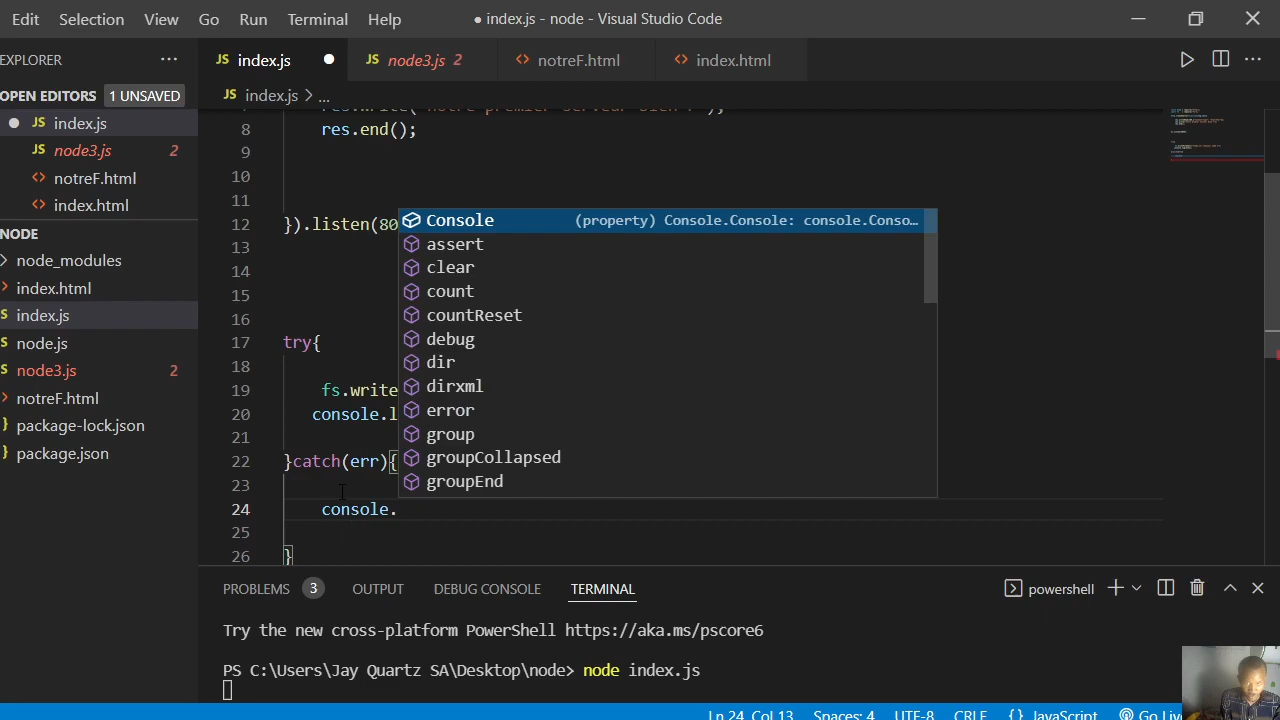 Edit Selection View Go Run Terminal Help
● index.js - node - Visual Studio Code
EXPLORER
JS index.js
JS node3.js 2
<> notreF.html
<> index.html
OPEN EDITORS 1 UNSAVED
JS index.js > ...
JS index.js
JS node3.js 2
<> notreF.html
<> index.html
NODE
node_modules
index.html
index.js
node.js
node3.js 2
notreF.html
package-lock.json
package.json
8 res.end();
9
10
11
12 }).listen(80
13
14
15
16
17 try{
18
19 fs.write
20 console.l
21
22 }catch(err){
23
24 console.
25
26 }
Console (property) Console.Console: console.Conso…
assert
clear
count
countReset
debug
dir
dirxml
error
group
groupCollapsed
groupEnd
PROBLEMS 3 OUTPUT DEBUG CONSOLE TERMINAL
powershell
Try the new cross-platform PowerShell https://aka.ms/pscore6
PS C:\Users\Jay Quartz SA\Desktop\node> node index.js
Ln 24, Col 13 Spaces: 4 UTF-8 CRLF {} JavaScript Go Live